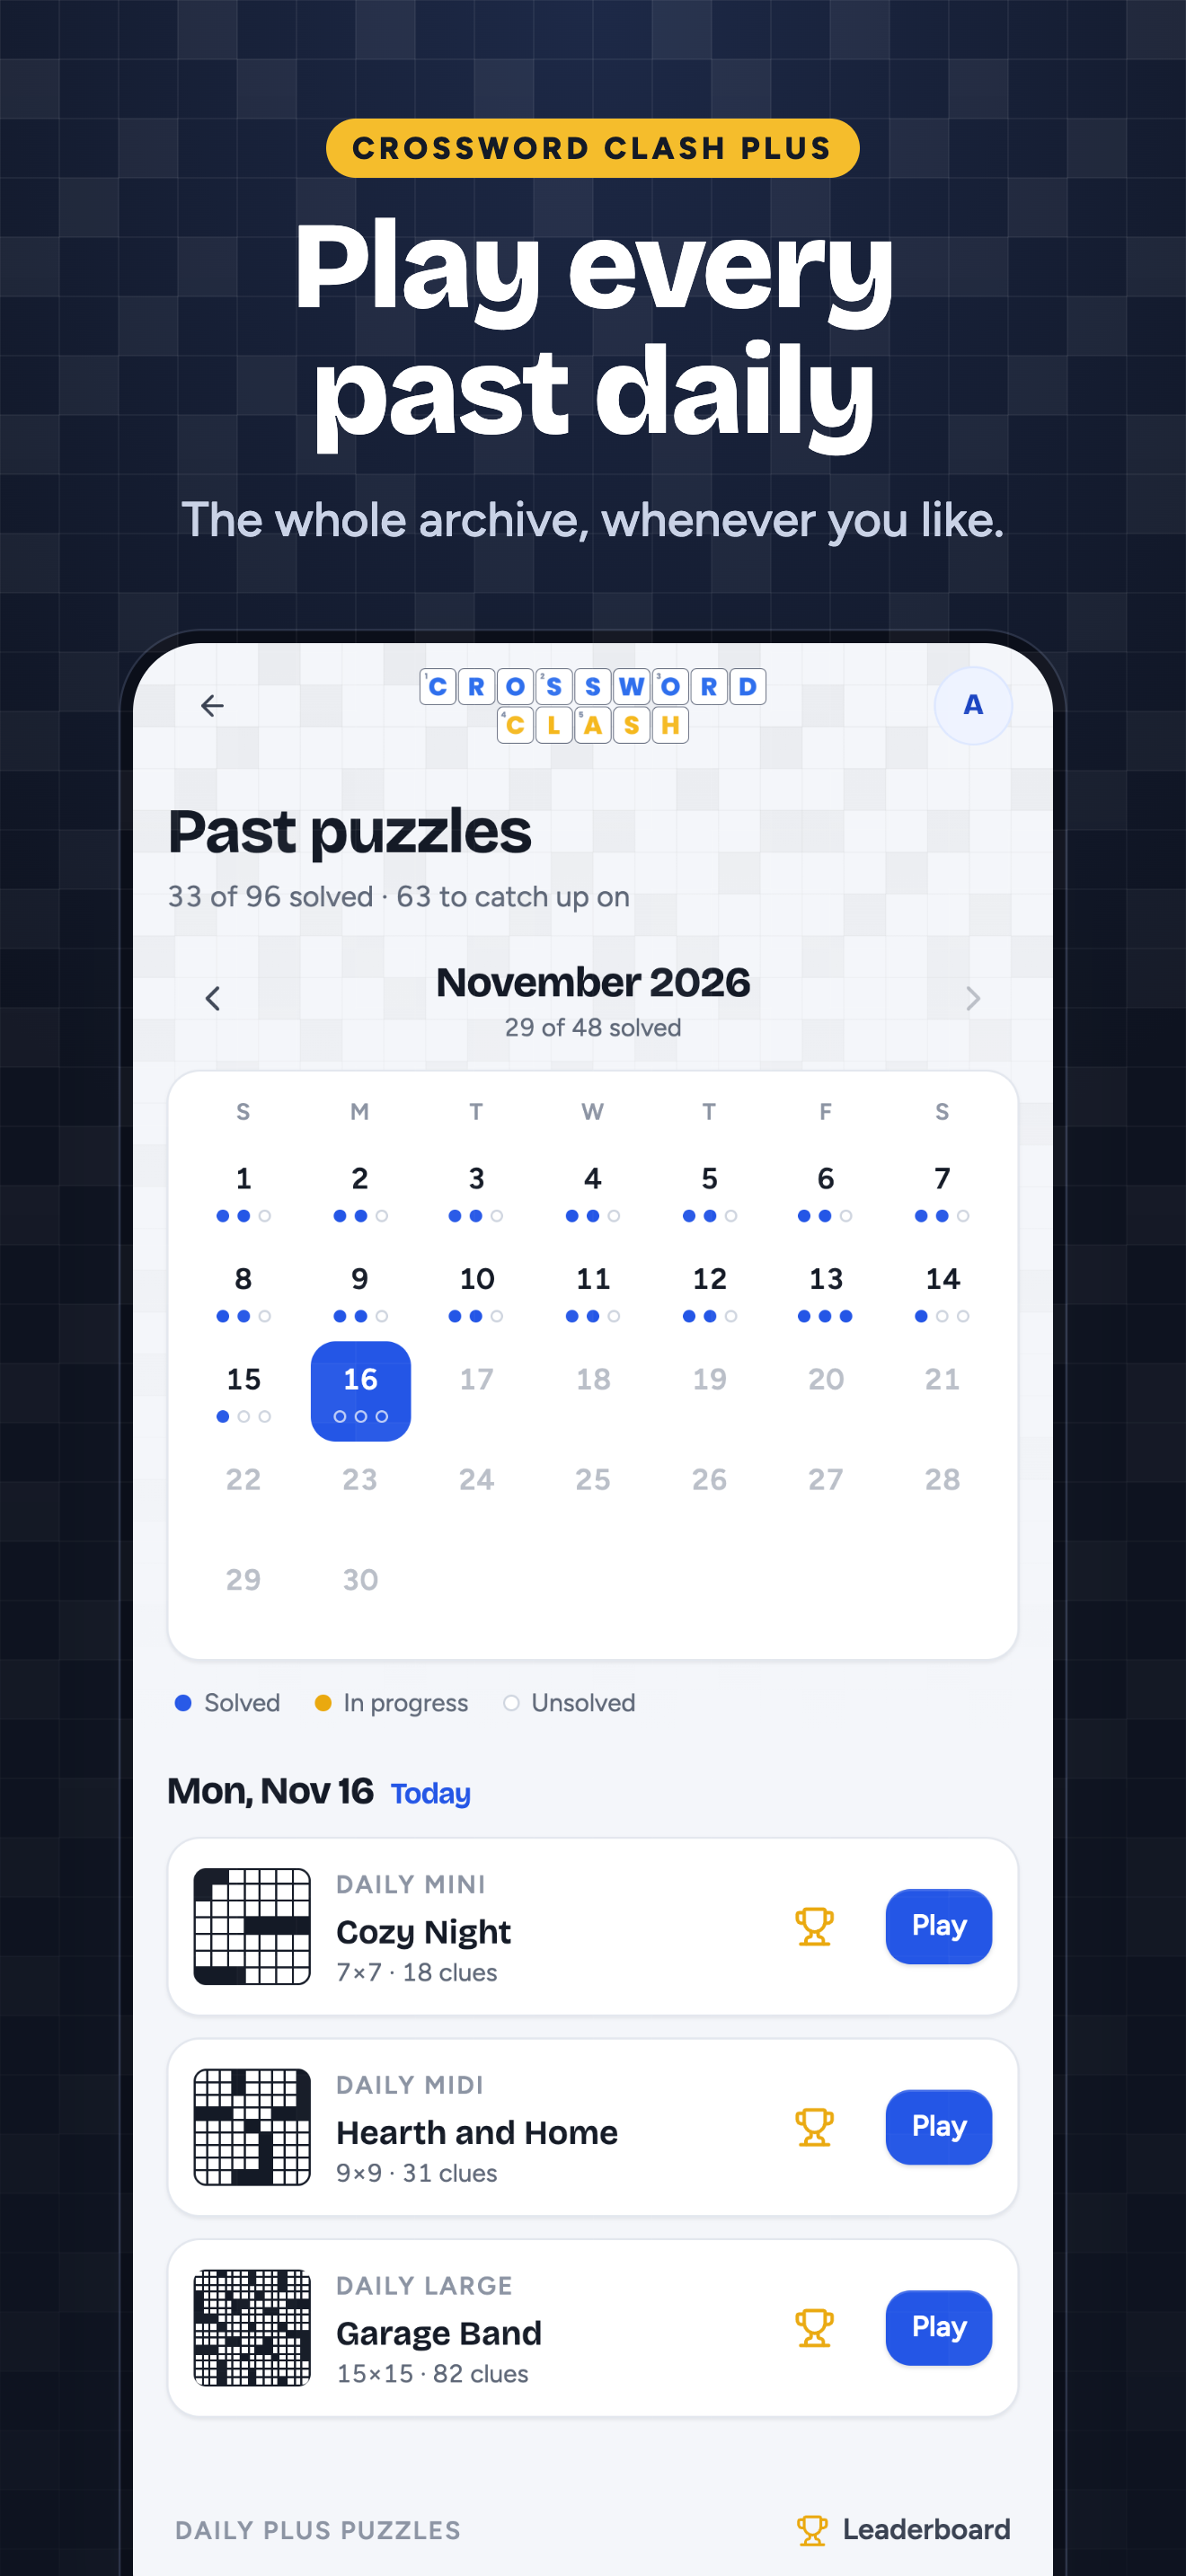 CROSSWORD CLASH PLUS
Play every
past daily
The whole archive, whenever you like.
CROSSWORD
CLASH
A
Past puzzles
33 of 96 solved · 63 to catch up on
November 2026
29 of 48 solved
S M T W T F S
1 2 3 4 5 6 7
8 9 10 11 12 13 14
15 16 17 18 19 20 21
22 23 24 25 26 27 28
29 30
Solved In progress Unsolved
Mon, Nov 16 Today
DAILY MINI
Cozy Night
7×7 · 18 clues
Play
DAILY MIDI
Hearth and Home
9×9 · 31 clues
Play
DAILY LARGE
Garage Band
15×15 · 82 clues
Play
DAILY PLUS PUZZLES Leaderboard